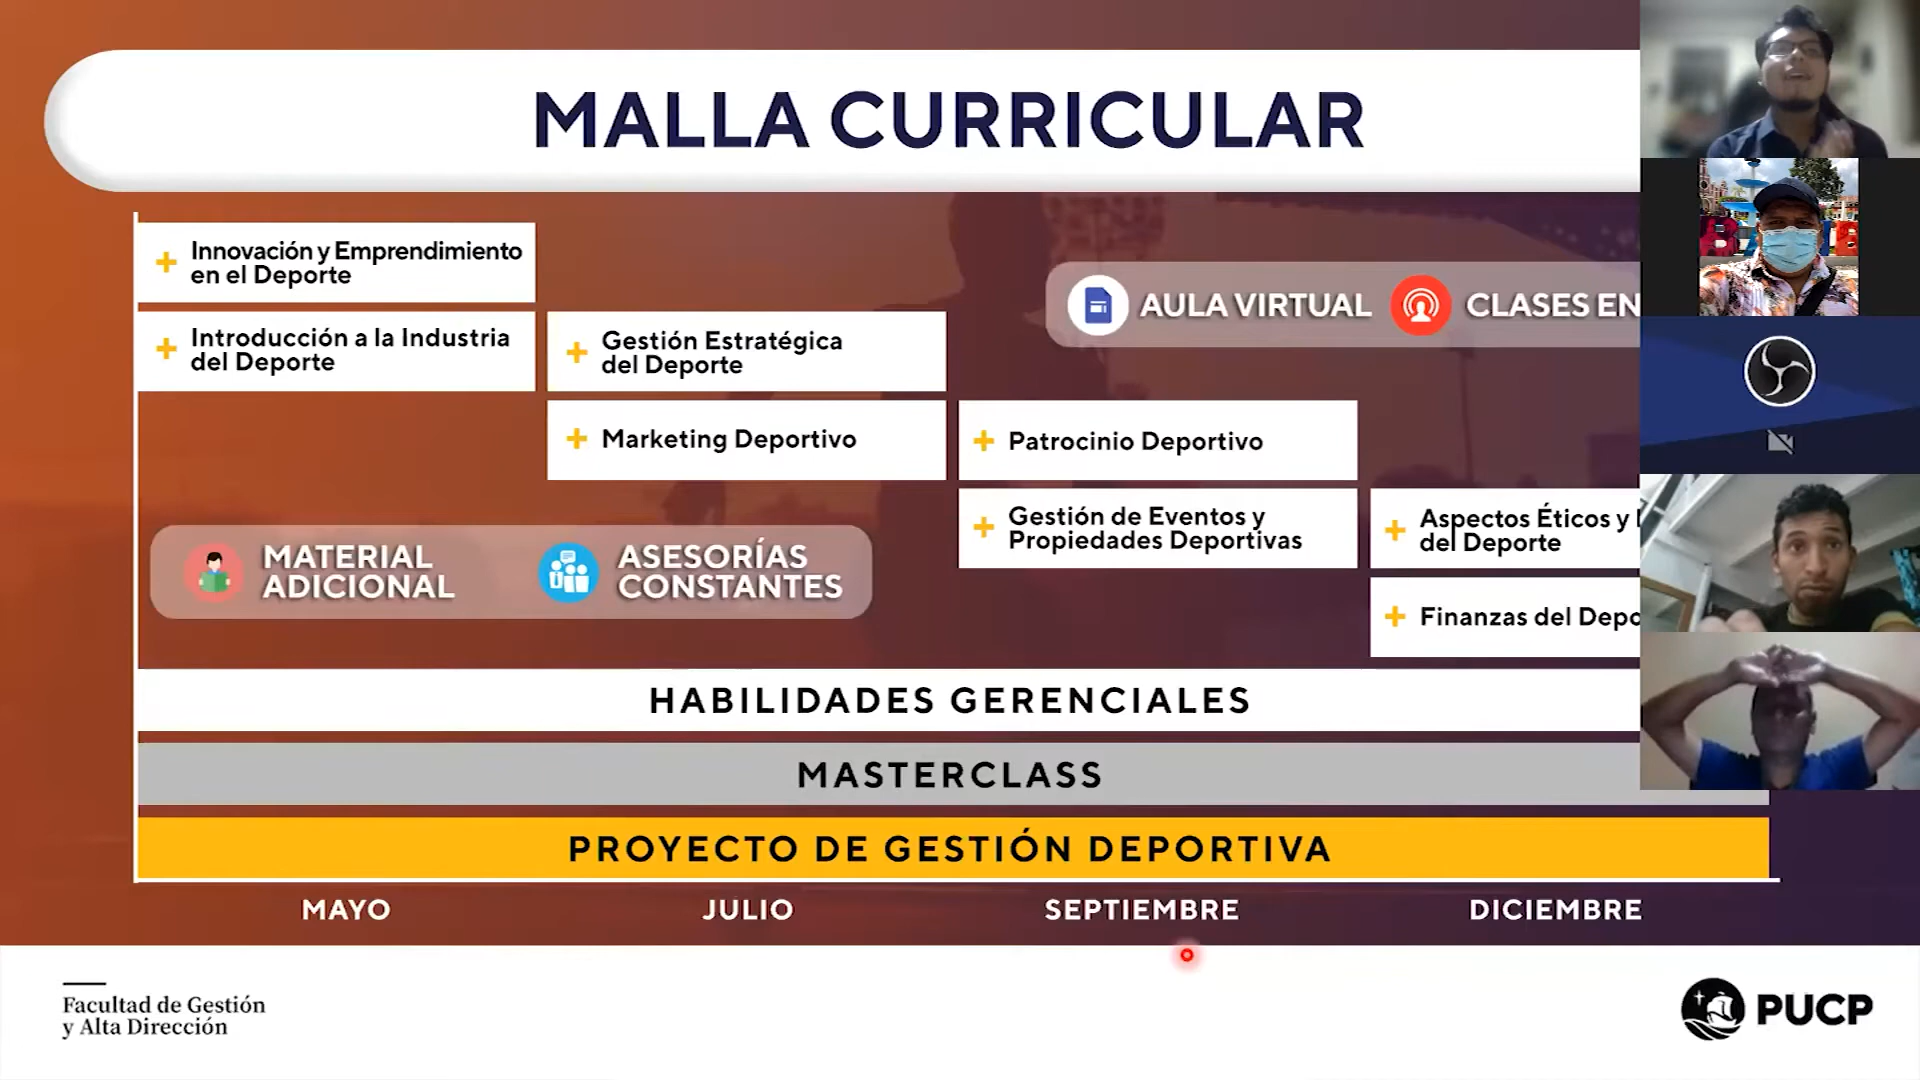 MALLA CURRICULAR
+ Innovación y Emprendimiento
en el Deporte
+ Introducción a la Industria
del Deporte
+ Gestión Estratégica
del Deporte
+ Marketing Deportivo
AULA VIRTUAL
CLASES EN
+ Patrocinio Deportivo
+ Gestión de Eventos y
Propiedades Deportivas
+ Aspectos Éticos y
del Deporte
+ Finanzas del
MATERIAL
ADICIONAL
ASESORÍAS
CONSTANTES
HABILIDADES GERENCIALES
MASTERCLASS
PROYECTO DE GESTIÓN DEPORTIVA
MAYO
JULIO
SEPTIEMBRE
DICIEMBRE
Facultad de Gestión
y Alta Dirección
PUCP